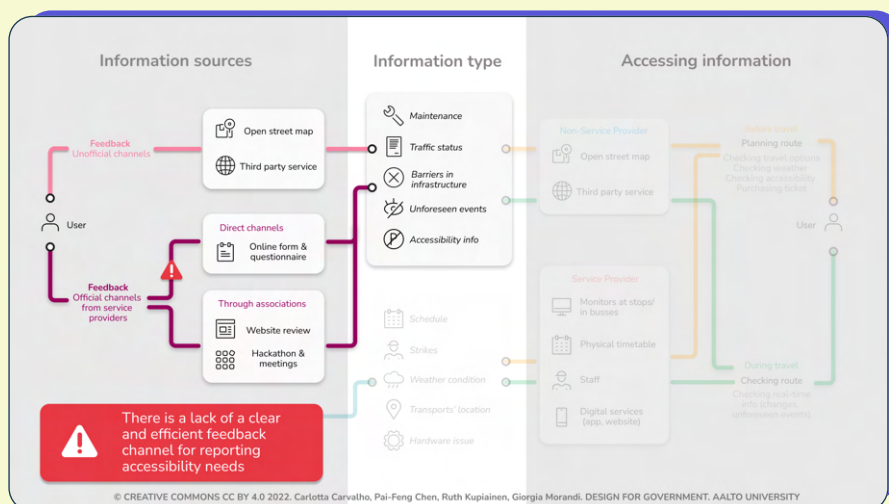 Information sources
Information type
Accessing information
Feedback
Unofficial channels
Open street map
Third party service
User
Direct channels
Online form &
questionnaire
Feedback
Official channels
from service
providers
Through associations
Website review
Hackathon &
meetings
There is a lack of a clear
and efficient feedback
channel for reporting
accessibility needs
Maintenance
Traffic status
Barriers in
infrastructure
Unforeseen events
Accessibility info
Schedule
Strikes
Weather condition
Transports' location
Hardware issue
Non-Service Provider
Open street map
Third party service
Service Provider
Monitors at stops/
in busses
Physical timetable
Staff
Digital services
(app, website)
Before travel
Planning route
Checking travel options
Checking weather
Checking accessibility
Purchasing ticket
User
During travel
Checking route
Checking real-time
info (changes,
unforeseen events)
© CREATIVE COMMONS CC BY 4.0 2022. Carlotta Carvalho, Pai-Feng Chen, Ruth Kupiainen, Giorgia Morandi. DESIGN FOR GOVERNMENT. AALTO UNIVERSITY